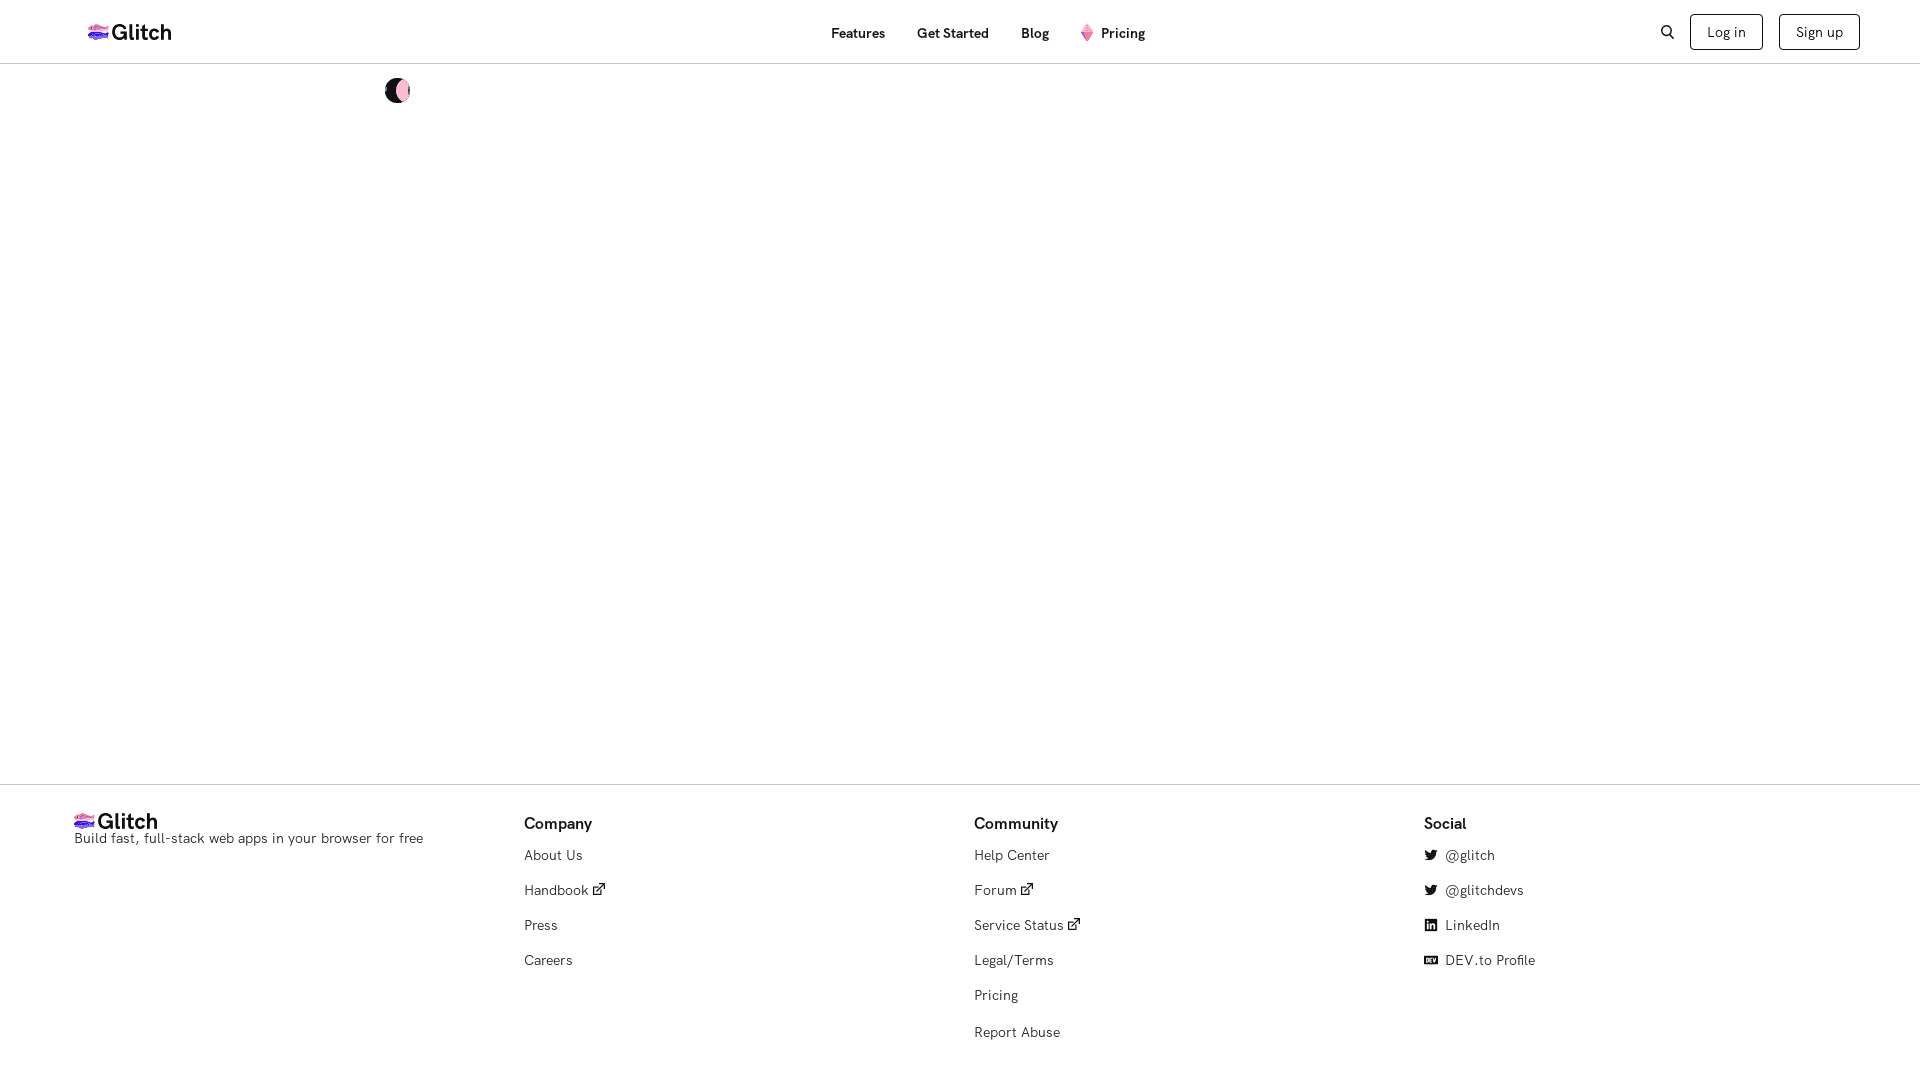 Glitch
Features
Get Started
Blog
Pricing
Log in
Sign up
Glitch
Build fast, full-stack web apps in your browser for free
Company
About Us
Handbook
Press
Careers
Community
Help Center
Forum
Service Status
Legal/Terms
Pricing
Report Abuse
Social
@glitch
@glitchdevs
LinkedIn
DEV.to Profile